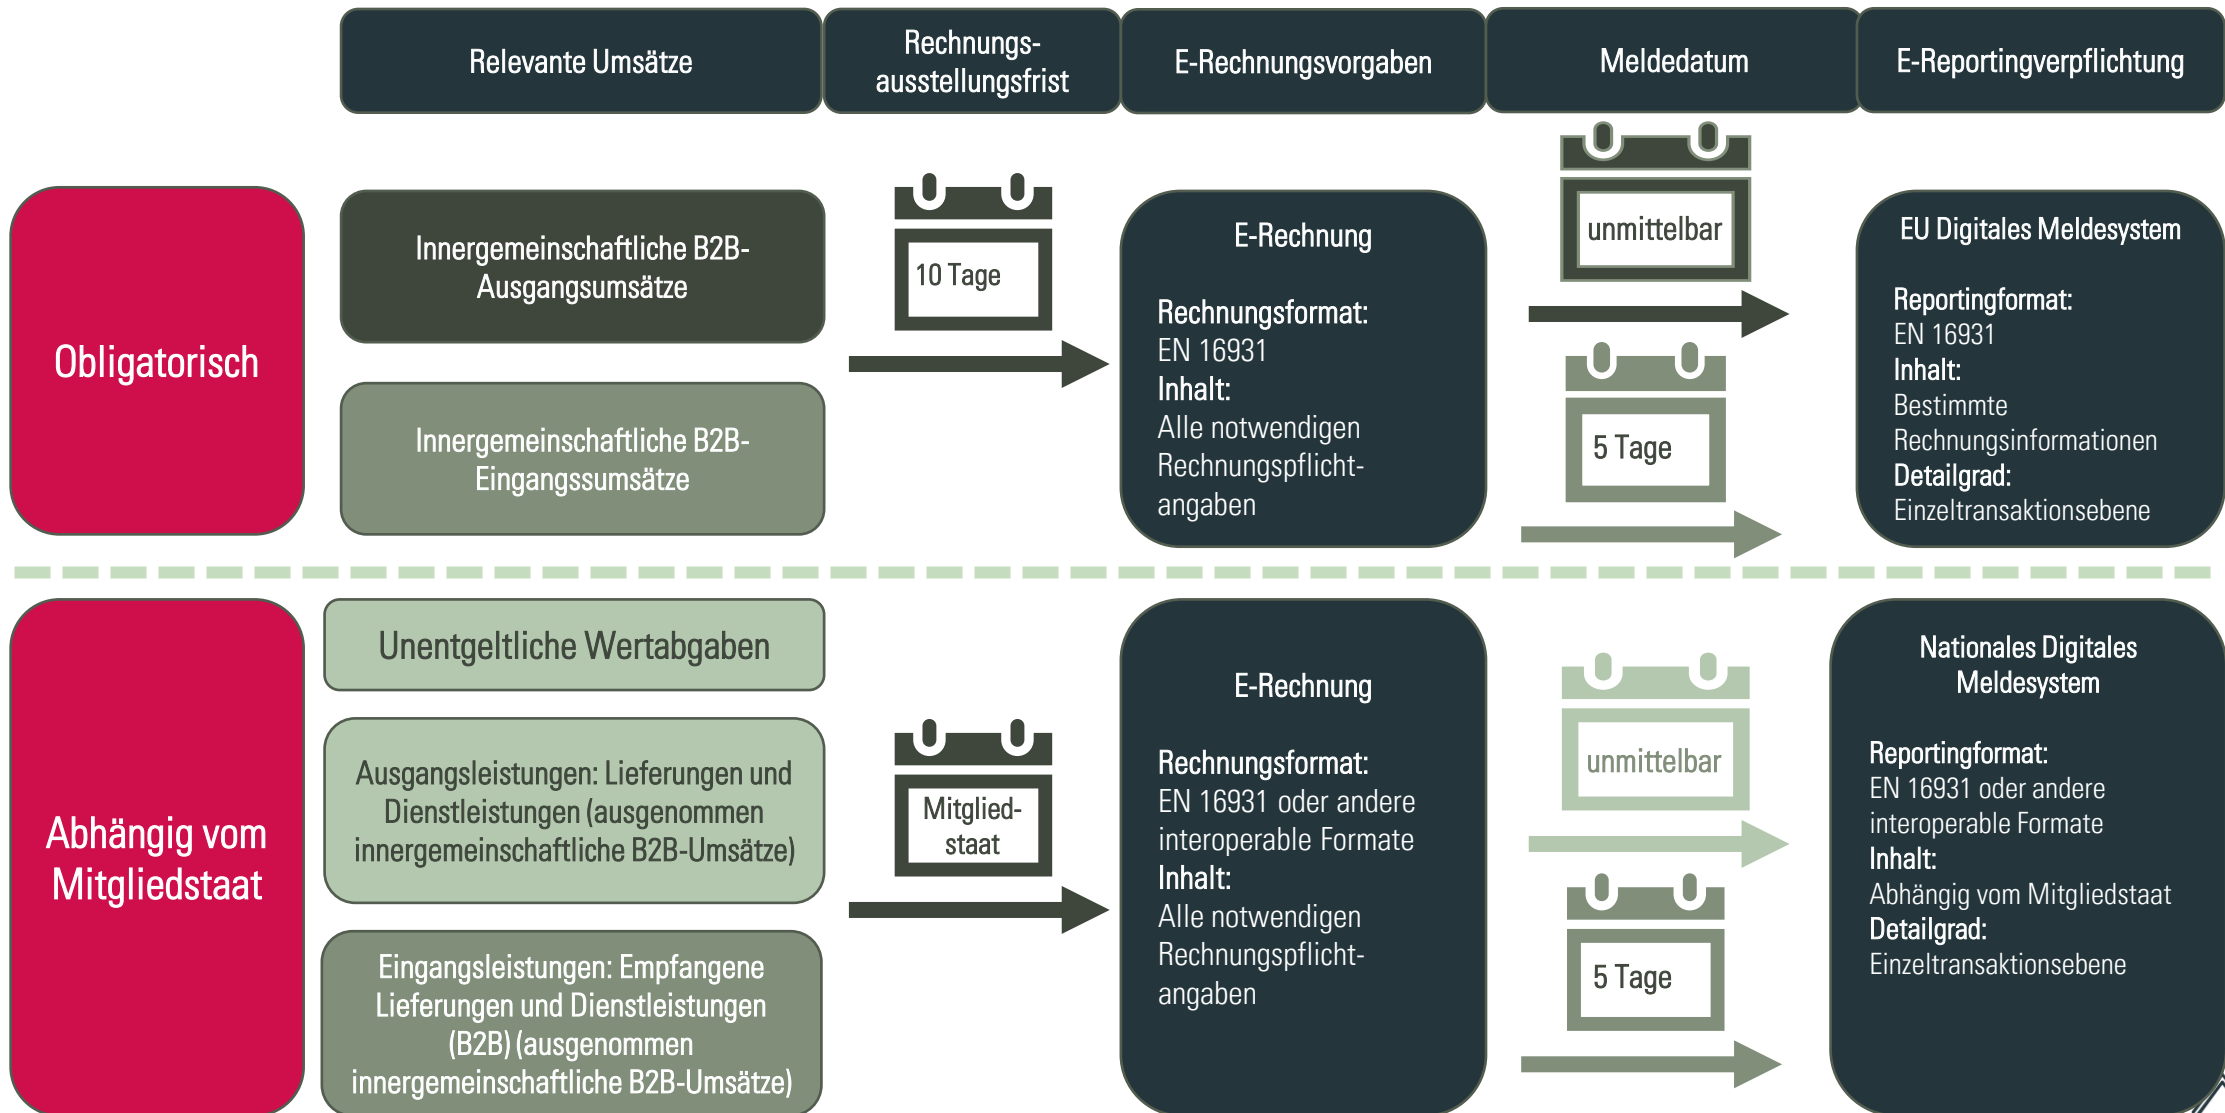 Relevante Umsätze
Rechnungs-
ausstellungsfrist
E-Rechnungsvorgaben
Meldedatum
E-Reportingverpflichtung
Obligatorisch
Innergemeinschaftliche B2B-
Ausgangsumsätze
Innergemeinschaftliche B2B-
Eingangssumsätze
10 Tage
E-Rechnung
Rechnungsformat:
EN 16931
Inhalt:
Alle notwendigen
Rechnungspflicht-
angaben
unmittelbar
5 Tage
EU Digitales Meldesystem
Reportingformat:
EN 16931
Inhalt:
Bestimmte
Rechnungsinformationen
Detailgrad:
Einzeltransaktionsebene
Abhängig vom
Mitgliedstaat
Unentgeltliche Wertabgaben
Ausgangsleistungen: Lieferungen und
Dienstleistungen (ausgenommen
innergemeinschaftliche B2B-Umsätze)
Eingangsleistungen: Empfangene
Lieferungen und Dienstleistungen
(B2B) (ausgenommen
innergemeinschaftliche B2B-Umsätze)
Mitglied-
staat
E-Rechnung
Rechnungsformat:
EN 16931 oder andere
interoperable Formate
Inhalt:
Alle notwendigen
Rechnungspflicht-
angaben
unmittelbar
5 Tage
Nationales Digitales
Meldesystem
Reportingformat:
EN 16931 oder andere
interoperable Formate
Inhalt:
Abhängig vom Mitgliedstaat
Detailgrad:
Einzeltransaktionsebene